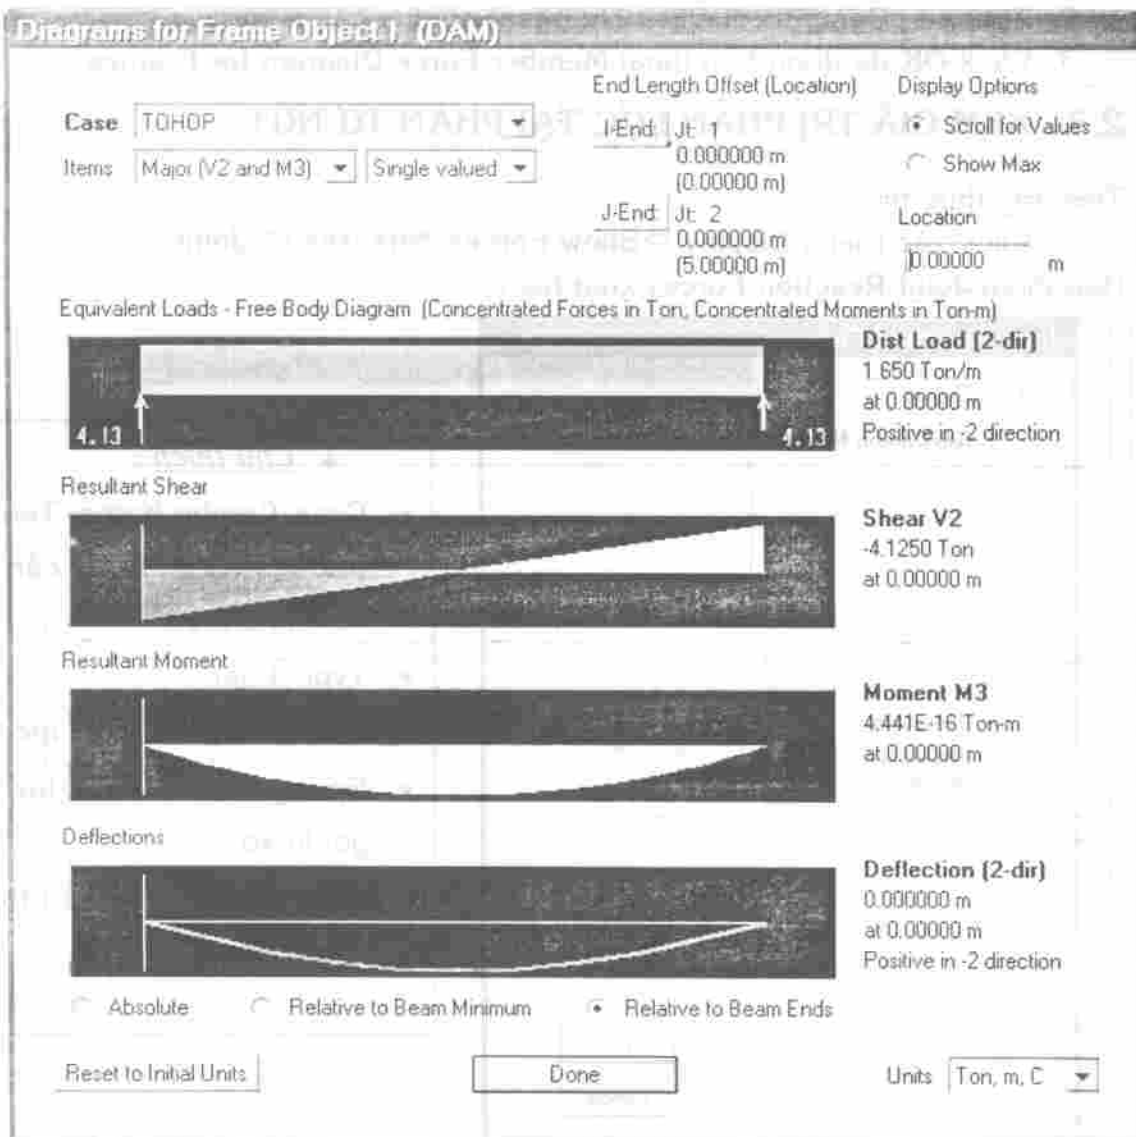 Diagrams for Frame Object 1 (DAM)
End Length Offset (Location)
Display Options
Case TOHOP
I-End: Jt: 1
Scroll for Values
0.000000 m
Items Major (V2 and M3) Single valued
(0.00000 m)
Show Max
J-End: Jt: 2
Location
0.000000 m
0.00000 m
(5.00000 m)
Equivalent Loads - Free Body Diagram (Concentrated Forces in Ton, Concentrated Moments in Ton-m)
Dist Load (2-dir)
1.650 Ton/m
at 0.00000 m
4.13 4.13
Positive in -2 direction
Resultant Shear
Shear V2
-4.1250 Ton
at 0.00000 m
Resultant Moment
Moment M3
4.441E-16 Ton-m
at 0.00000 m
Deflections
Deflection (2-dir)
0.000000 m
at 0.00000 m
Positive in -2 direction
Absolute Relative to Beam Minimum Relative to Beam Ends
Reset to Initial Units Done Units Ton, m, C